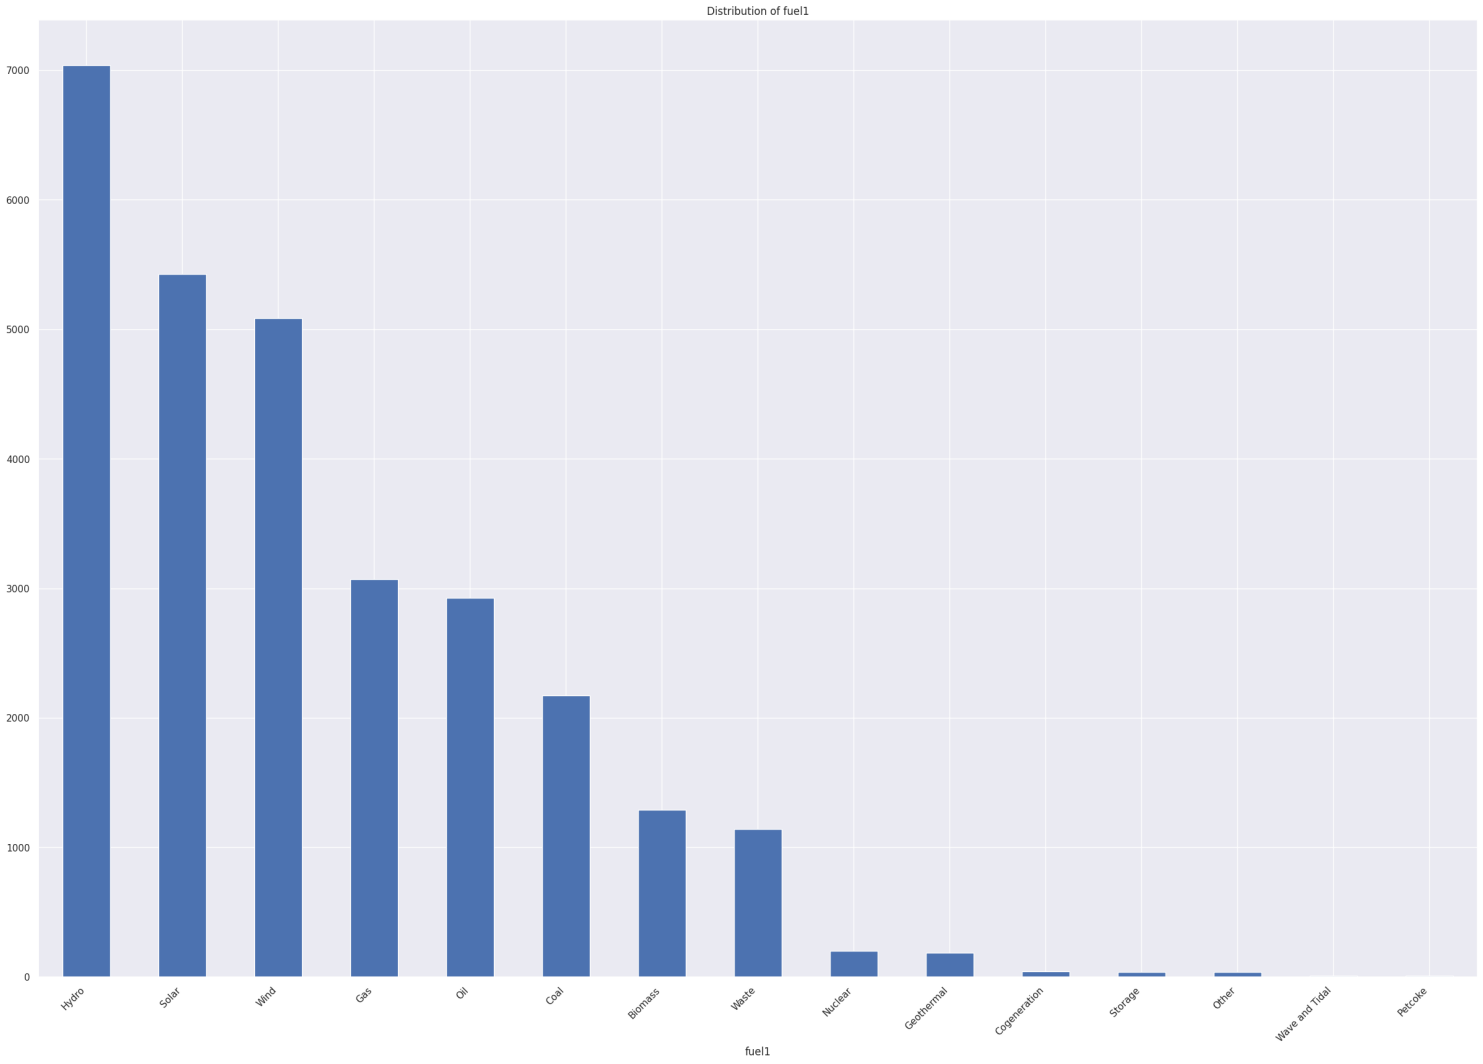 Distribution of fuel1
7000
6000
5000
4000
3000
2000
1000
0
Hydro
Solar
Wind
Gas
Oil
Coal
Biomass
Waste
Nuclear
Geothermal
Cogeneration
Storage
Other
Wave and Tidal
Petcoke
fuel1